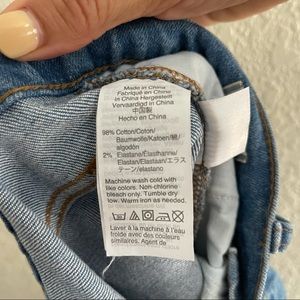 Made in China
Fabriqué en China
in China Hergestellt
Vervaardigd in China
中国製
Hecho en China
98% Cotton/Coton/
Baumwolle/Katoen/綿/
algodón
2% Elastane/Élasthanne/
Elastan/Elastaan/エラス
テーン/elastano
Machine wash cold with
like colors. Non-chlorine
bleach only. Tumble dry
low. Warm iron as needed.
Laver à la machine à l'eau
froide avec des couleurs
similaires. Agent de